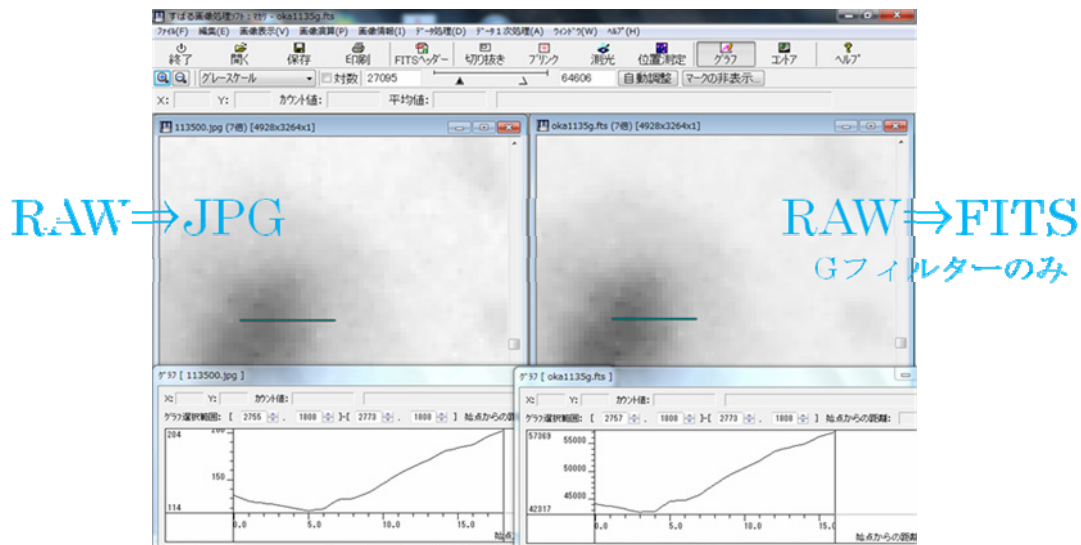 すばる画像処理ソフト：マカリ - oka1135g.fts
ファイル(F) 編集(E) 画像表示(V) 画像演算(P) 画像情報(I) データ処理(D) データ1次処理(A) ウィンドウ(W) ヘルプ(H)
終了 開く 保存 印刷 FITSヘッダー 切り抜き ブリンク 測光 位置測定 グラフ コンタ ヘルプ
グレースケール 対数 27095 64606 自動調整 マークの非表示...
X: Y: カウント値: 平均値:
113500.jpg (7倍) [4928x3264x1]
oka1135g.fts (7倍) [4928x3264x1]
RAW⇒JPG
RAW⇒FITS
Gフィルターのみ
グラフ [ 113500.jpg ]
X: Y: カウント値:
グラフ選択範囲: [ 2755 , 1808 ]-[ 2773 , 1808 ] 始点からの距
204
150
114
0.0 5.0 10.0 15.0
始点
グラフ [ oka1135g.fts ]
X: Y: カウント値:
グラフ選択範囲: [ 2757 , 1808 ]-[ 2773 , 1808 ] 始点からの距離:
57369
55000
50000
45000
42317
0.0 5.0 10.0 15.0
始点からの距離